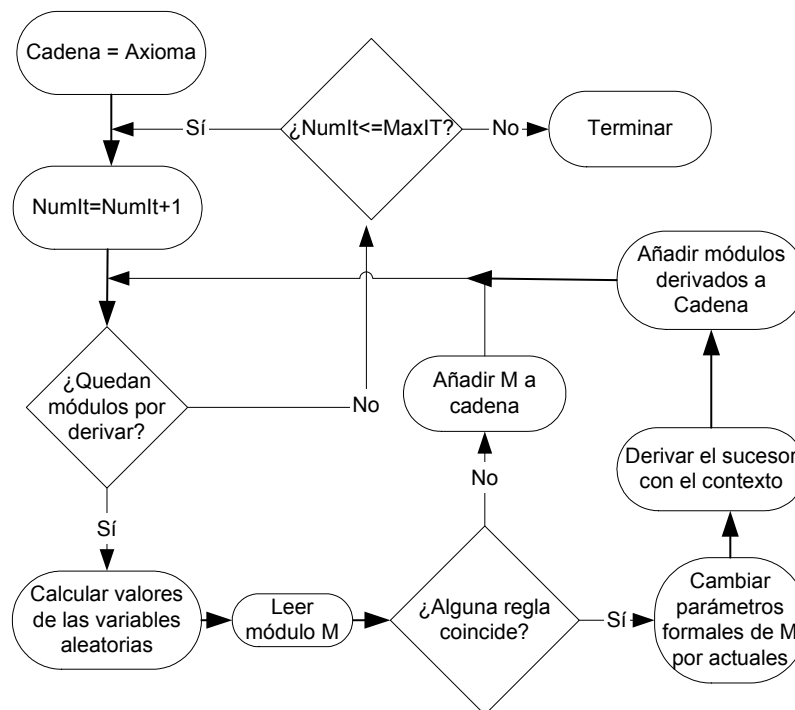 Cadena = Axioma
Sí
¿NumIt<=MaxIT?
No
Terminar
NumIt=NumIt+1
Añadir módulos
derivados a
Cadena
¿Quedan
módulos por
derivar?
No
Añadir M a
cadena
Derivar el sucesor
con el contexto
No
Sí
Calcular valores
de las variables
aleatorias
Leer
módulo M
¿Alguna regla
coincide?
Sí
Cambiar
parámetros
formales de M
por actuales